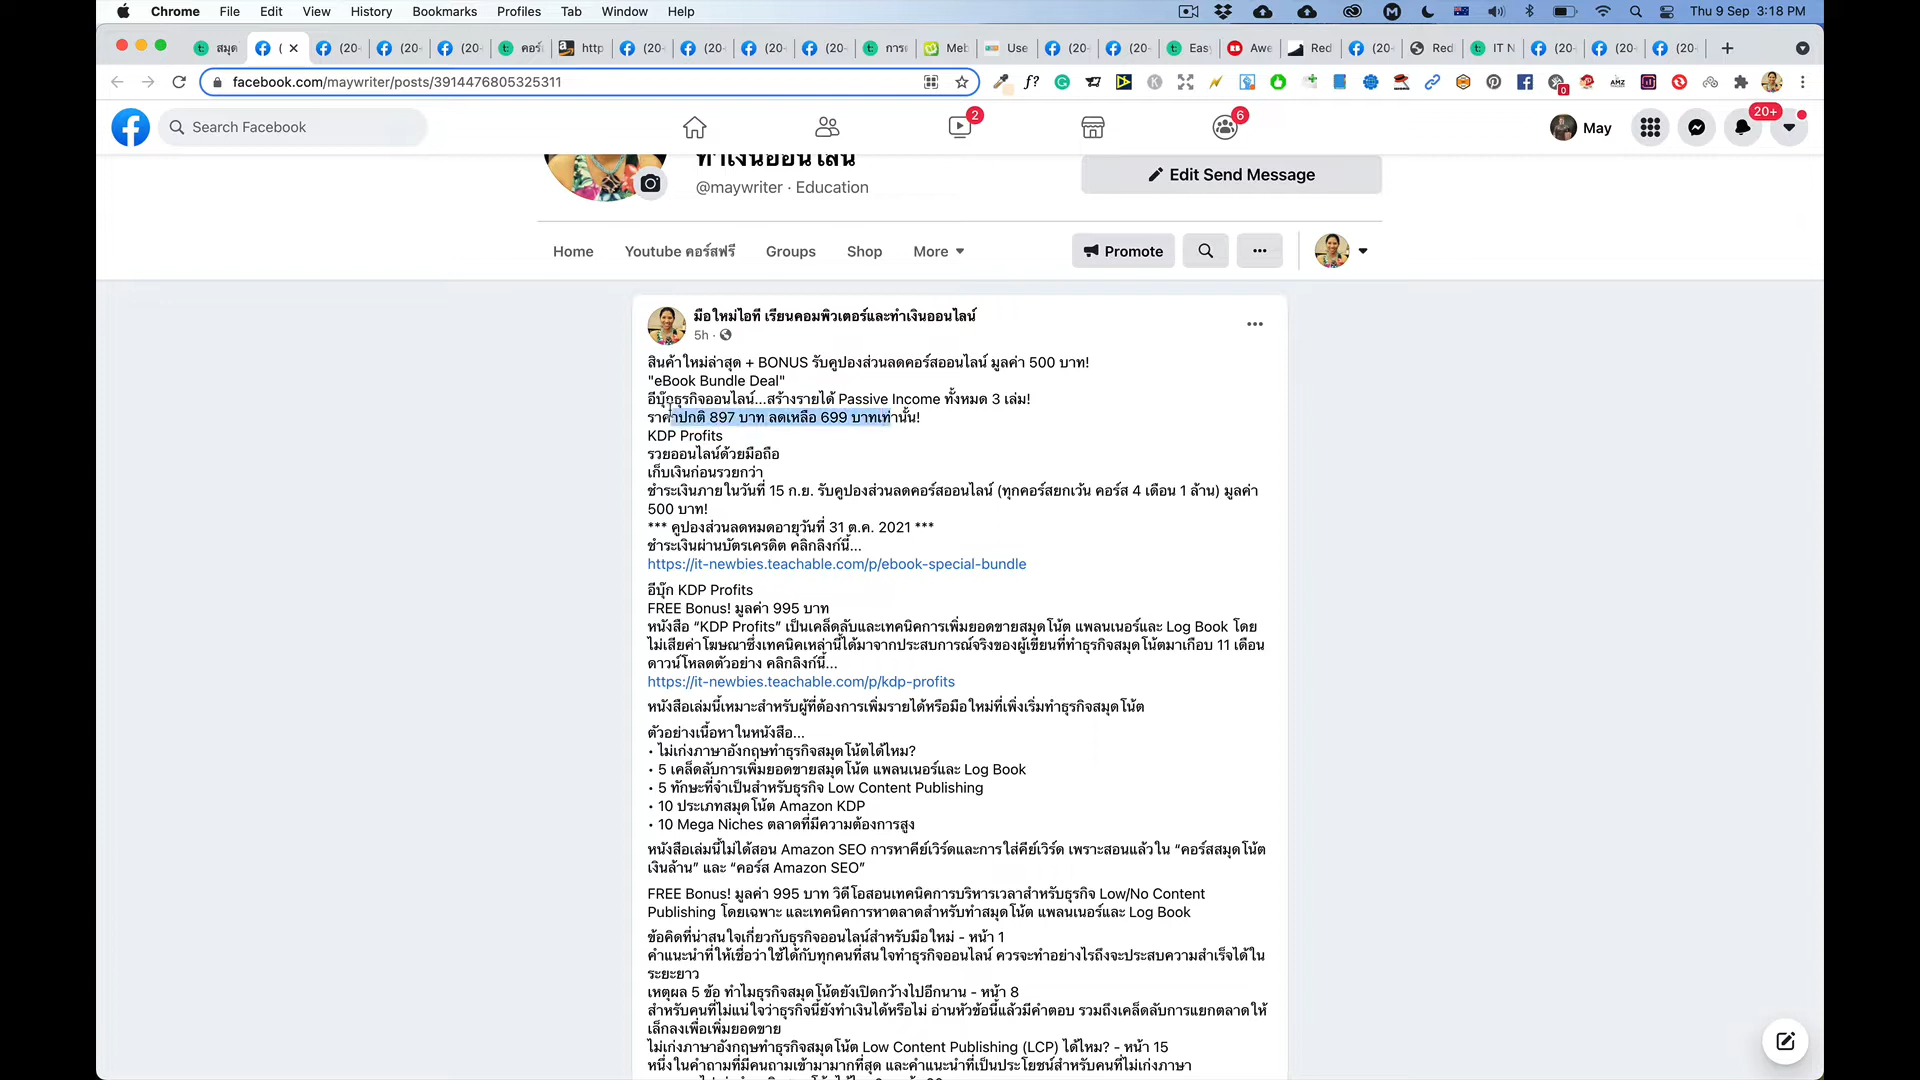 Chrome File Edit View History Bookmarks Profiles Tab Window Help Thu 9 Sep 3:18 PM
สมุด ( (20 (20 (20 คอร์ http (20 (20 (20 (20 การเ Meb Use (20 (20 Eas Awe Red (20 Red IT N (20 (20 (20
facebook.com/maywriter/posts/3914476805325311
Search Facebook 2 6 May 20+
ทำเงินออนไลน์
@maywriter · Education
Edit Send Message
Home Youtube คอร์สฟรี Groups Shop More Promote
มือใหม่ไอที เรียนคอมพิวเตอร์และทำเงินออนไลน์
5h ·
สินค้าใหม่ล่าสุด + BONUS รับคูปองส่วนลดคอร์สออนไลน์ มูลค่า 500 บาท!
"eBook Bundle Deal"
อีบุ๊กธุรกิจออนไลน์...สร้างรายได้ Passive Income ทั้งหมด 3 เล่ม!
ราคาปกติ 897 บาท ลดเหลือ 699 บาทเท่านั้น!
KDP Profits
รวยออนไลน์ด้วยมือถือ
เก็บเงินก่อนรวยกว่า
ชำระเงินภายในวันที่ 15 ก.ย. รับคูปองส่วนลดคอร์สออนไลน์ (ทุกคอร์สยกเว้น คอร์ส 4 เดือน 1 ล้าน) มูลค่า
500 บาท!
*** คูปองส่วนลดหมดอายุวันที่ 31 ต.ค. 2021 ***
ชำระเงินผ่านบัตรเครดิต คลิกลิงก์นี้...
https://it-newbies.teachable.com/p/ebook-special-bundle
อีบุ๊ก KDP Profits
FREE Bonus! มูลค่า 995 บาท
หนังสือ “KDP Profits” เป็นเคล็ดลับและเทคนิคการเพิ่มยอดขายสมุดโน้ต แพลนเนอร์และ Log Book โดย
ไม่เสียค่าโฆษณาซึ่งเทคนิคเหล่านี้ได้มาจากประสบการณ์จริงของผู้เขียนที่ทำธุรกิจสมุดโน้ตมาเกือบ 11 เดือน
ดาวน์โหลดตัวอย่าง คลิกลิงก์นี้...
https://it-newbies.teachable.com/p/kdp-profits
หนังสือเล่มนี้เหมาะสำหรับผู้ที่ต้องการเพิ่มรายได้หรือมือใหม่ที่เพิ่งเริ่มทำธุรกิจสมุดโน้ต
ตัวอย่างเนื้อหาในหนังสือ...
• ไม่เก่งภาษาอังกฤษทำธุรกิจสมุดโน้ตได้ไหม?
• 5 เคล็ดลับการเพิ่มยอดขายสมุดโน้ต แพลนเนอร์และ Log Book
• 5 ทักษะที่จำเป็นสำหรับธุรกิจ Low Content Publishing
• 10 ประเภทสมุดโน้ต Amazon KDP
• 10 Mega Niches ตลาดที่มีความต้องการสูง
หนังสือเล่มนี้ไม่ได้สอน Amazon SEO การหาคีย์เวิร์ดและการใส่คีย์เวิร์ด เพราะสอนแล้วใน “คอร์สสมุดโน้ต
เงินล้าน” และ “คอร์ส Amazon SEO”
FREE Bonus! มูลค่า 995 บาท วิดีโอสอนเทคนิคการบริหารเวลาสำหรับธุรกิจ Low/No Content
Publishing โดยเฉพาะ และเทคนิคการหาตลาดสำหรับทำสมุดโน้ต แพลนเนอร์และ Log Book
ข้อคิดที่น่าสนใจเกี่ยวกับธุรกิจออนไลน์สำหรับมือใหม่ - หน้า 1
คำแนะนำที่ให้เชื่อว่าใช้ได้กับทุกคนที่สนใจทำธุรกิจออนไลน์ ควรจะทำอย่างไรถึงจะประสบความสำเร็จได้ใน
ระยะยาว
เหตุผล 5 ข้อ ทำไมธุรกิจสมุดโน้ตยังเปิดกว้างไปอีกนาน - หน้า 8
สำหรับคนที่ไม่แน่ใจว่าธุรกิจนี้ยังทำเงินได้หรือไม่ อ่านหัวข้อนี้แล้วมีคำตอบ รวมถึงเคล็ดลับการแยกตลาดให้
เล็กลงเพื่อเพิ่มยอดขาย
ไม่เก่งภาษาอังกฤษทำธุรกิจสมุดโน้ต Low Content Publishing (LCP) ได้ไหม? - หน้า 15
หนึ่งในคำถามที่มีคนถามเข้ามามากที่สุด และคำแนะนำที่เป็นประโยชน์สำหรับคนที่ไม่เก่งภาษา